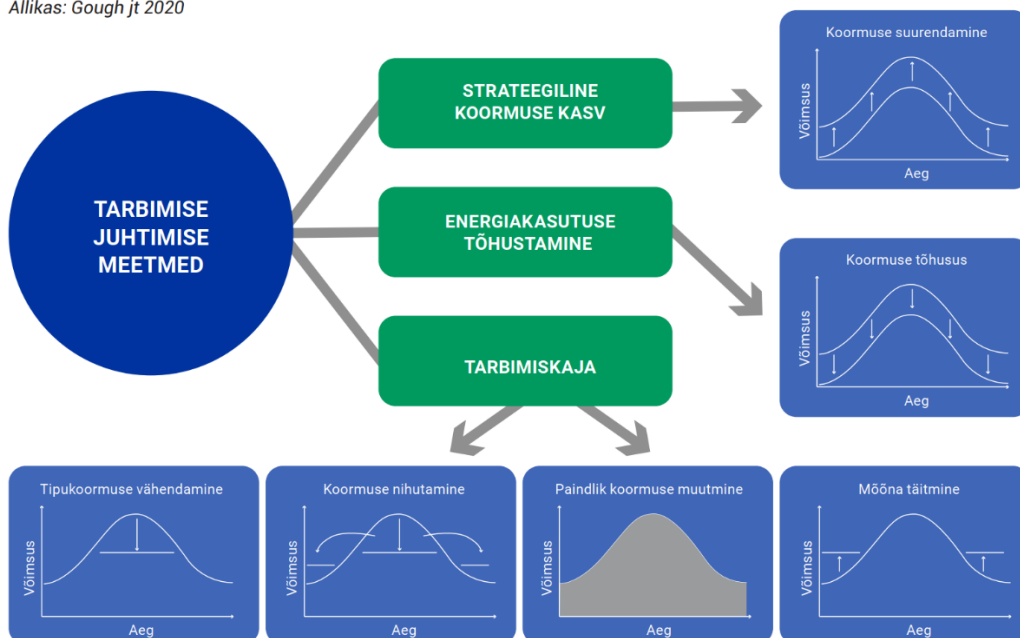 Allikas: Gough jt 2020
TARBIMISE
JUHTIMISE
MEETMED
STRATEEGILINE
KOORMUSE KASV
ENERGIAKASUTUSE
TÕHUSTAMINE
TARBIMISKAJA
Koormuse suurendamine
Võimsus
Aeg
Koormuse tõhusus
Võimsus
Aeg
Tipukoormuse vähendamine
Võimsus
Aeg
Koormuse nihutamine
Võimsus
Aeg
Paindlik koormuse muutmine
Võimsus
Aeg
Mõõna täitmine
Võimsus
Aeg